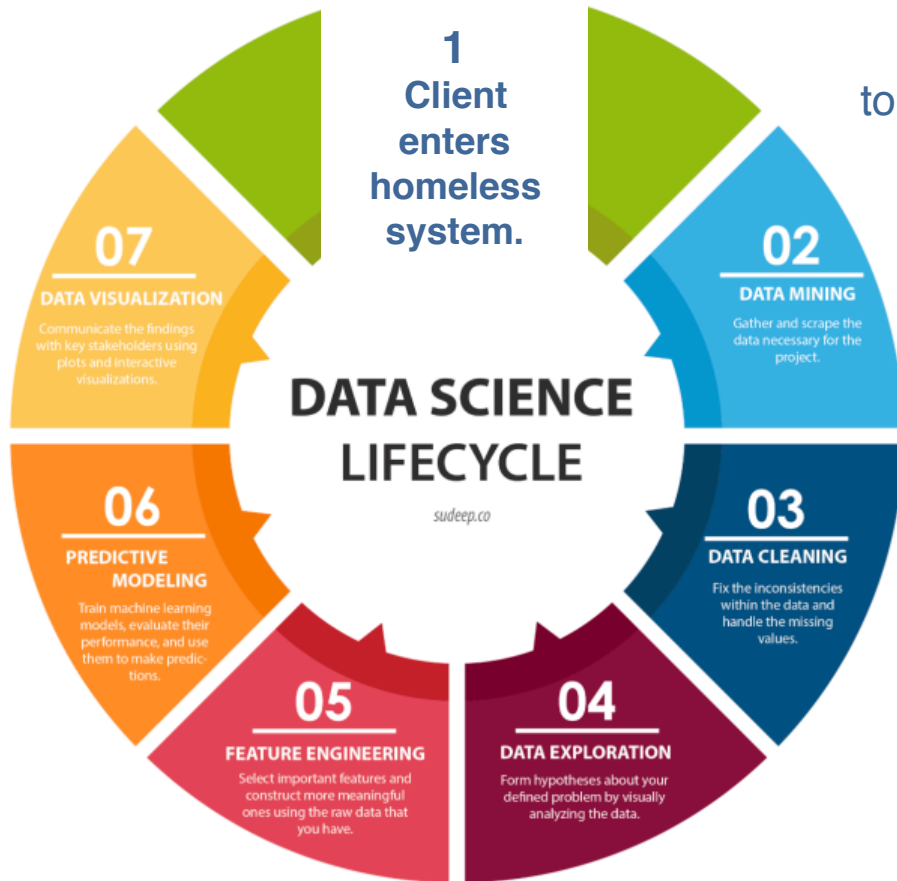 1
Client
enters
homeless
system.
to
02
DATA MINING
Gather and scrape the
data necessary for the
project.
03
DATA CLEANING
Fix the inconsistencies
within the data and
handle the missing
values.
04
DATA EXPLORATION
Form hypotheses about your
defined problem by visually
analyzing the data.
05
FEATURE ENGINEERING
Select important features and
construct more meaningful
ones using the raw data that
you have.
06
PREDICTIVE
MODELING
Train machine learning
models, evaluate their
performance, and use
them to make predic-
tions.
07
DATA VISUALIZATION
Communicate the findings
with key stakeholders using
plots and interactive
visualizations.
DATA SCIENCE
LIFECYCLE
sudeep.co